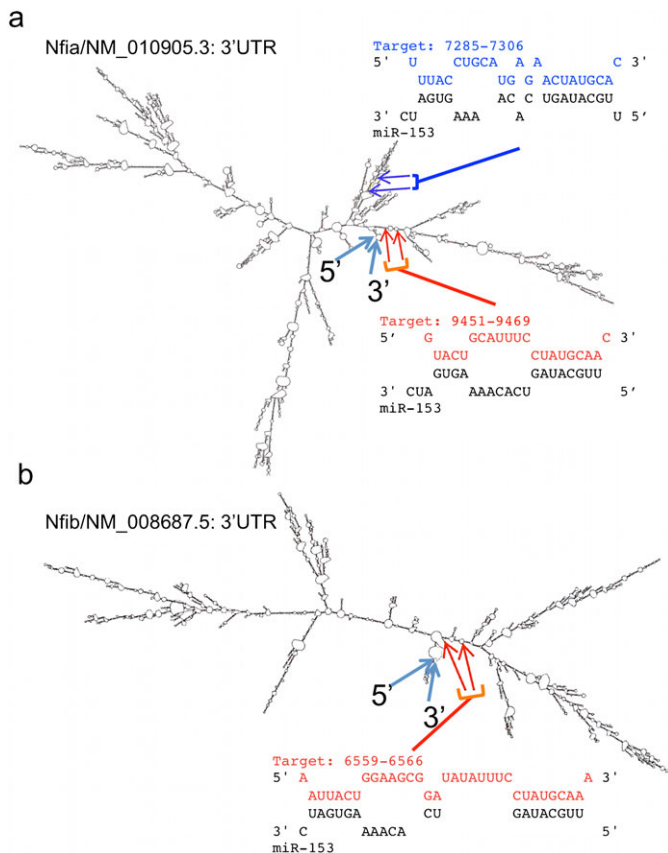 a
Nfia/NM_010905.3: 3'UTR
Target: 7285-7306
5' U CUGCA A A C 3'
UUAC UG G ACUAUGCA
AGUG AC C UGAUACGU
3' CU AAA A U 5'
miR-153
5'
3'
Target: 9451-9469
5' G GCAUUUC C 3'
UACU CUAUGCAA
GUGA GAUACGUU
3' CUA AAACACU 5'
miR-153
b
Nfib/NM_008687.5: 3'UTR
5'
3'
Target: 6559-6566
5' A GGAAGCG UAUAUUUC A 3'
AUUACU GA CUAUGCAA
UAGUGA CU GAUACGUU
3' C AAACA 5'
miR-153